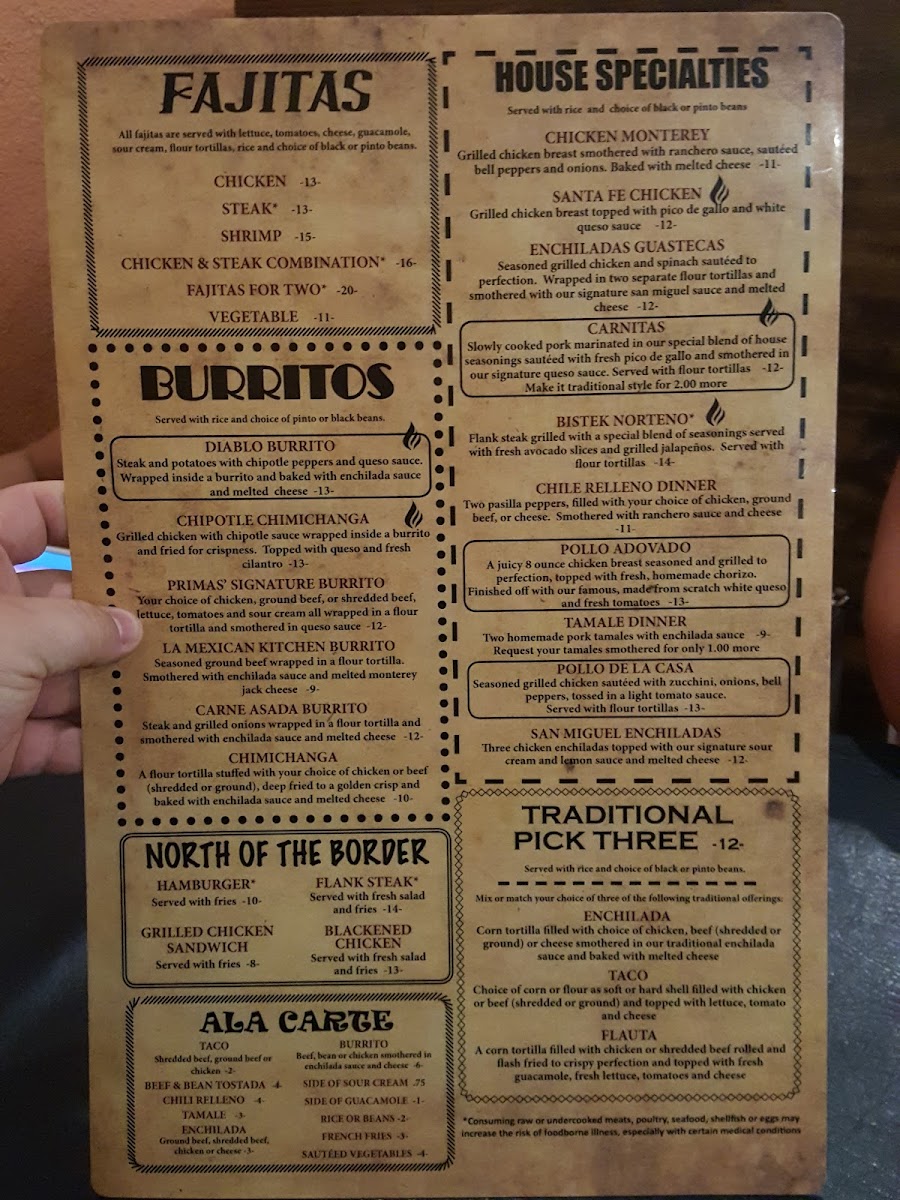 FAJITAS
All fajitas are served with lettuce, tomatoes, cheese, guacamole,
sour cream, flour tortillas, rice and choice of black or pinto beans.
CHICKEN -13-
STEAK* -13-
SHRIMP -15-
CHICKEN & STEAK COMBINATION* -16-
FAJITAS FOR TWO* -20-
VEGETABLE -11-
BURRITOS
Served with rice and choice of pinto or black beans.
DIABLO BURRITO
Steak and potatoes with chipotle peppers and queso sauce.
Wrapped inside a burrito and baked with enchilada sauce
and melted cheese -13-
CHIPOTLE CHIMICHANGA
Grilled chicken with chipotle sauce wrapped inside a burrito
and fried for crispness. Topped with queso and fresh
cilantro -13-
PRIMAS' SIGNATURE BURRITO
Your choice of chicken, ground beef, or shredded beef,
lettuce, tomatoes and sour cream all wrapped in a flour
tortilla and smothered in queso sauce -12-
LA MEXICAN KITCHEN BURRITO
Seasoned ground beef wrapped in a flour tortilla.
Smothered with enchilada sauce and melted monterey
jack cheese -9-
CARNE ASADA BURRITO
Steak and grilled onions wrapped in a flour tortilla and
smothered with enchilada sauce and melted cheese -12-
CHIMICHANGA
A flour tortilla stuffed with your choice of chicken or beef
(shredded or ground), deep fried to a golden crisp and
baked with enchilada sauce and melted cheese -10-
NORTH OF THE BORDER
HAMBURGER*
Served with fries -10-
GRILLED CHICKEN
SANDWICH
Served with fries -8-
FLANK STEAK*
Served with fresh salad
and fries -14-
BLACKENED
CHICKEN
Served with fresh salad
and fries -13-
ALA CARTE
TACO
Shredded beef, ground beef or
chicken -2-
BEEF & BEAN TOSTADA -4-
CHILI RELLENO -4-
TAMALE -3-
ENCHILADA
Ground beef, shredded beef,
chicken or cheese -3-
BURRITO
Beef, bean or chicken smothered in
enchilada sauce and cheese -6-
SIDE OF SOUR CREAM .75
SIDE OF GUACAMOLE -1-
RICE OR BEANS -2-
FRENCH FRIES -3-
SAUTÉED VEGETABLES -4-
HOUSE SPECIALTIES
Served with rice and choice of black or pinto beans
CHICKEN MONTEREY
Grilled chicken breast smothered with ranchero sauce, sautéed
bell peppers and onions. Baked with melted cheese -11-
SANTA FE CHICKEN
Grilled chicken breast topped with pico de gallo and white
queso sauce -12-
ENCHILADAS GUASTECAS
Seasoned grilled chicken and spinach sautéed to
perfection. Wrapped in two separate flour tortillas and
smothered with our signature san miguel sauce and melted
cheese -12-
CARNITAS
Slowly cooked pork marinated in our special blend of house
seasonings sautéed with fresh pico de gallo and smothered in
our signature queso sauce. Served with flour tortillas -12-
Make it traditional style for 2.00 more
BISTEK NORTENO*
Flank steak grilled with a special blend of seasonings served
with fresh avocado slices and grilled jalapeños. Served with
flour tortillas -14-
CHILE RELLENO DINNER
Two pasilla peppers, filled with your choice of chicken, ground
beef, or cheese. Smothered with ranchero sauce and cheese
-11-
POLLO ADOVADO
A juicy 8 ounce chicken breast seasoned and grilled to
perfection, topped with fresh, homemade chorizo.
Finished off with our famous, made from scratch white queso
and fresh tomatoes -13-
TAMALE DINNER
Two homemade pork tamales with enchilada sauce -9-
Request your tamales smothered for only 1.00 more
POLLO DE LA CASA
Seasoned grilled chicken sautéed with zucchini, onions, bell
peppers, tossed in a light tomato sauce.
Served with flour tortillas -13-
SAN MIGUEL ENCHILADAS
Three chicken enchiladas topped with our signature sour
cream and lemon sauce and melted cheese -12-
TRADITIONAL
PICK THREE -12-
Served with rice and choice of black or pinto beans.
Mix or match your choice of three of the following traditional offerings.
ENCHILADA
Corn tortilla filled with choice of chicken, beef (shredded or
ground) or cheese smothered in our traditional enchilada
sauce and baked with melted cheese
TACO
Choice of corn or flour as soft or hard shell filled with chicken
or beef (shredded or ground) and topped with lettuce, tomato
and cheese
FLAUTA
A corn tortilla filled with chicken or shredded beef rolled and
flash fried to crispy perfection and topped with fresh
guacamole, fresh lettuce, tomatoes and cheese
*Consuming raw or undercooked meats, poultry, seafood, shellfish or eggs may
increase the risk of foodborne illness, especially with certain medical conditions